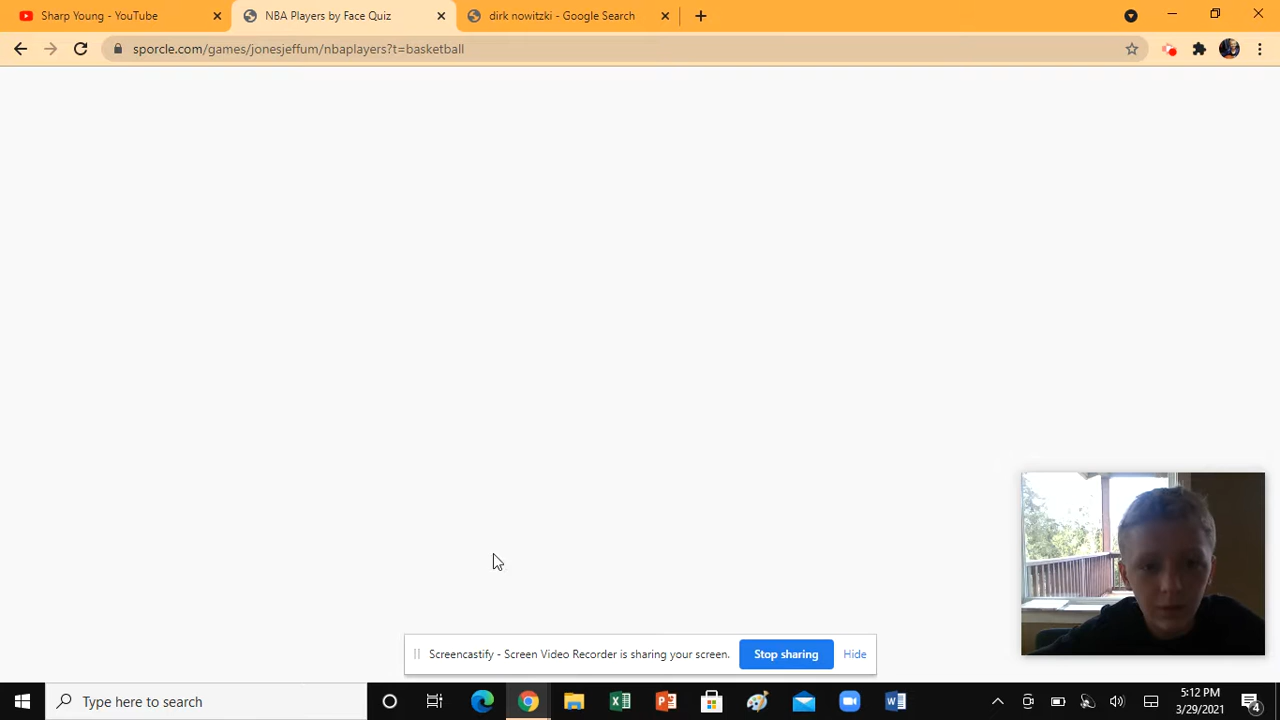 Sharp Young - YouTube
NBA Players by Face Quiz
dirk nowitzki - Google Search
sporcle.com/games/jonesjeffum/nbaplayers?t=basketball
Screencastify - Screen Video Recorder is sharing your screen.
Stop sharing
Hide
Type here to search
5:12 PM
3/29/2021
4